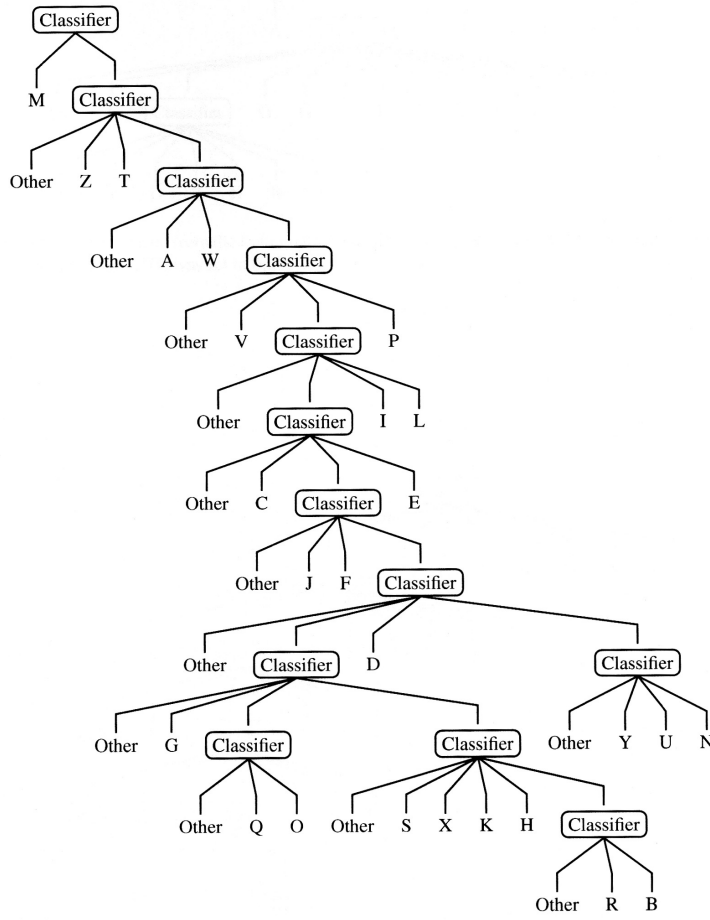 Classifier
M Classifier
Other Z T Classifier
Other A W Classifier
Other V Classifier P
Other Classifier I L
Other C Classifier E
Other J F Classifier
Other Classifier D Classifier
Other G Classifier Classifier Other Y U N
Other Q O Other S X K H Classifier
Other R B